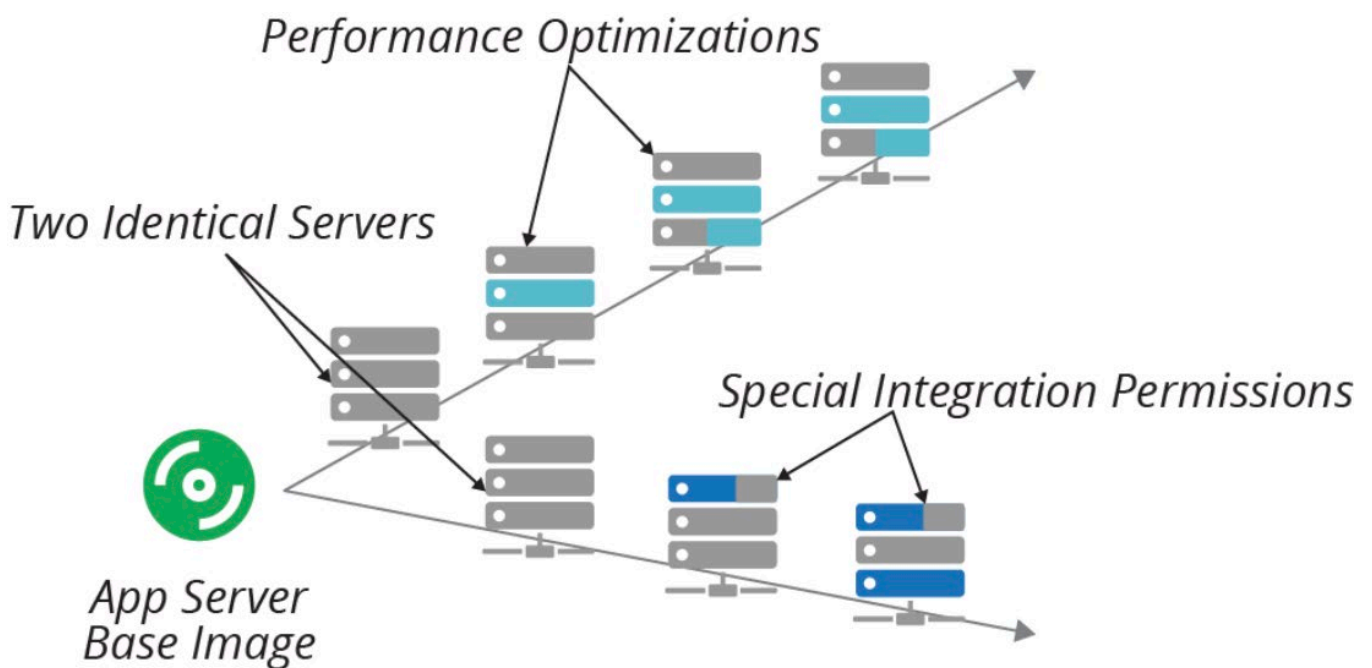 Performance Optimizations
Two Identical Servers
Special Integration Permissions
App Server
Base Image